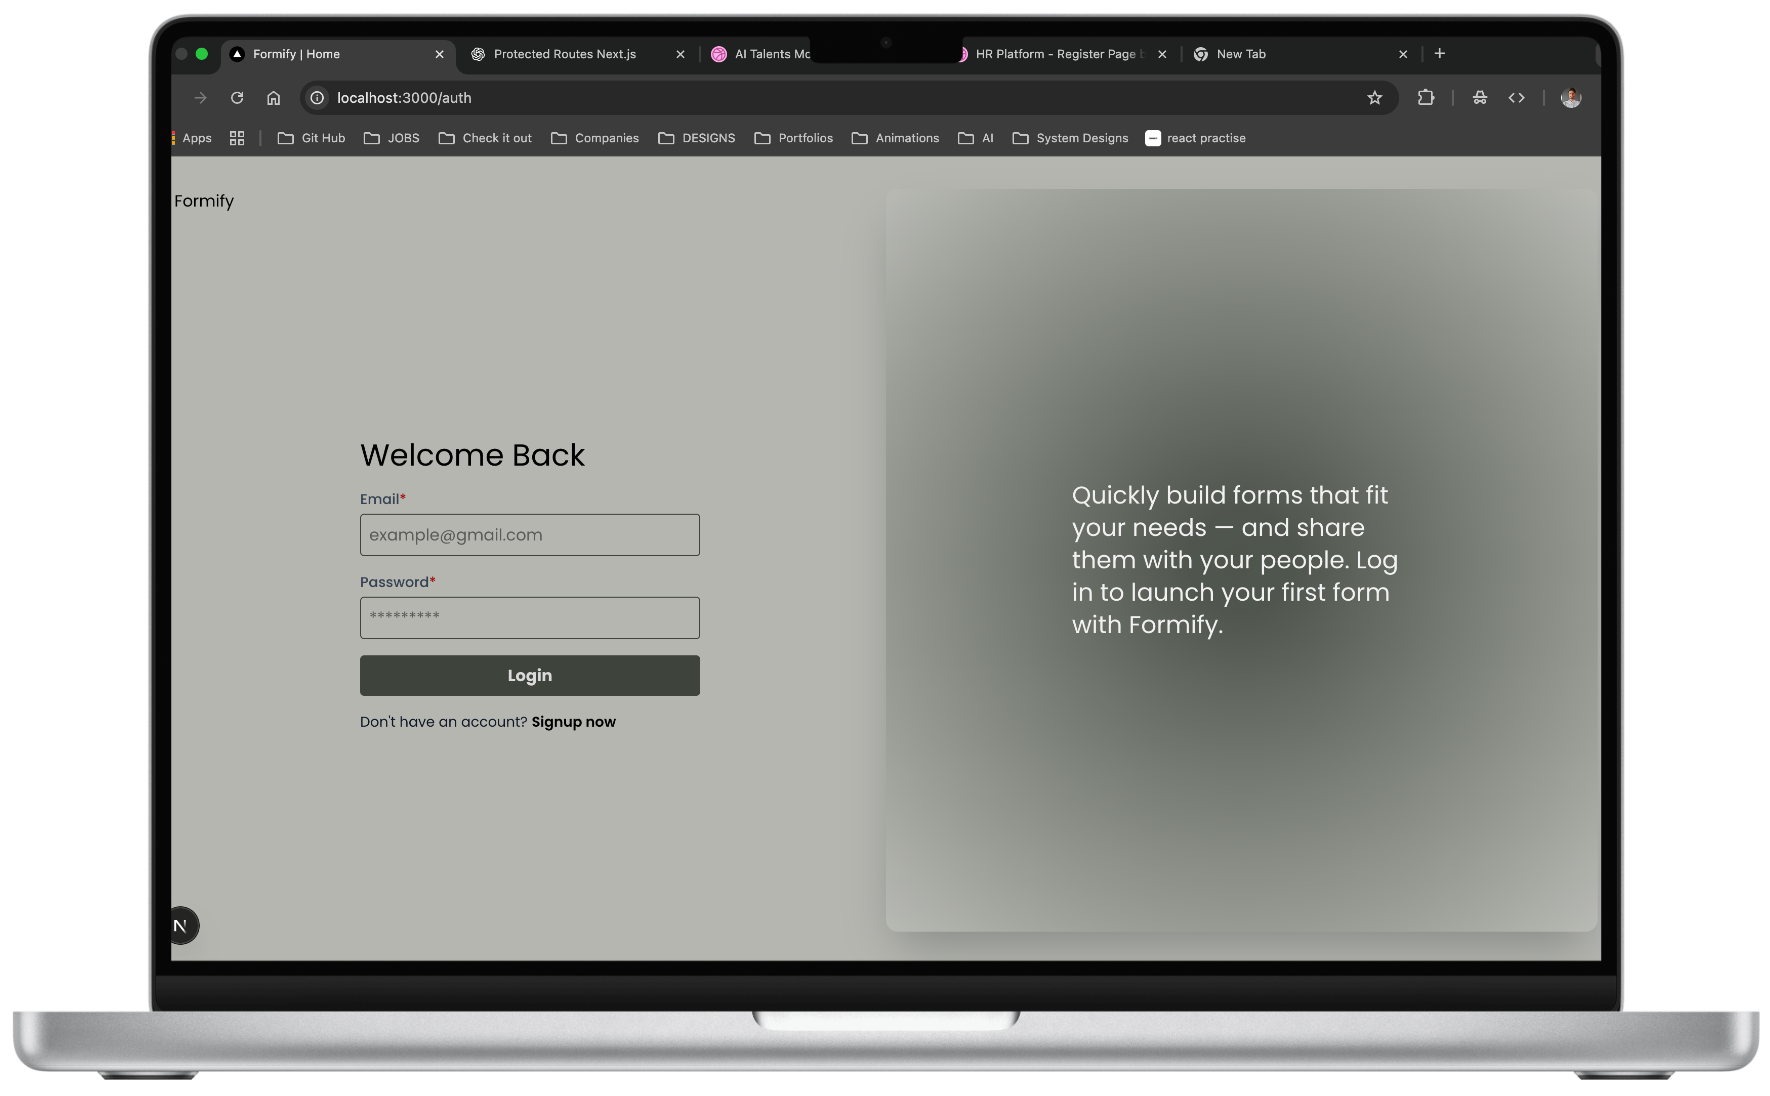 Formify | Home
Protected Routes Next.js
AI Talents Mo
HR Platform - Register Page
New Tab
localhost:3000/auth
Apps
Git Hub
JOBS
Check it out
Companies
DESIGNS
Portfolios
Animations
AI
System Designs
react practise
Formify
Welcome Back
Email*
example@gmail.com
Password*
*********
Login
Don't have an account? Signup now
Quickly build forms that fit
your needs — and share
them with your people. Log
in to launch your first form
with Formify.
N